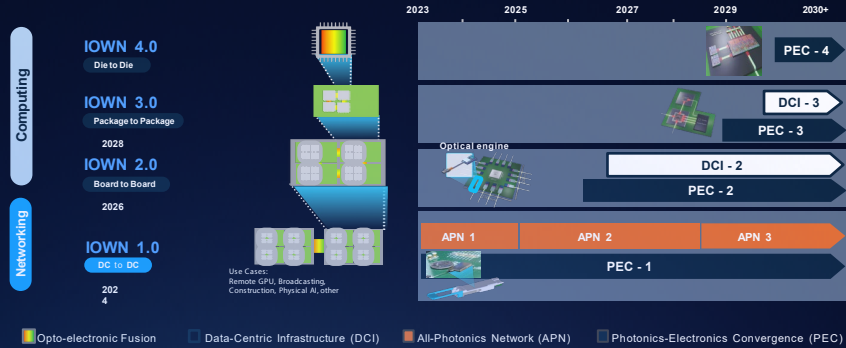 2023 2025 2027 2029 2030+
Computing
Networking
IOWN 4.0
Die to Die
IOWN 3.0
Package to Package
2028
IOWN 2.0
Board to Board
2026
IOWN 1.0
DC to DC
202
4
Use Cases:
Remote GPU, Broadcasting,
Construction, Physical AI, other
PEC - 4
DCI - 3
PEC - 3
Optical engine
DCI - 2
PEC - 2
APN 1 APN 2 APN 3
PEC - 1
Opto-electronic Fusion Data-Centric Infrastructure (DCI) All-Photonics Network (APN) Photonics-Electronics Convergence (PEC)